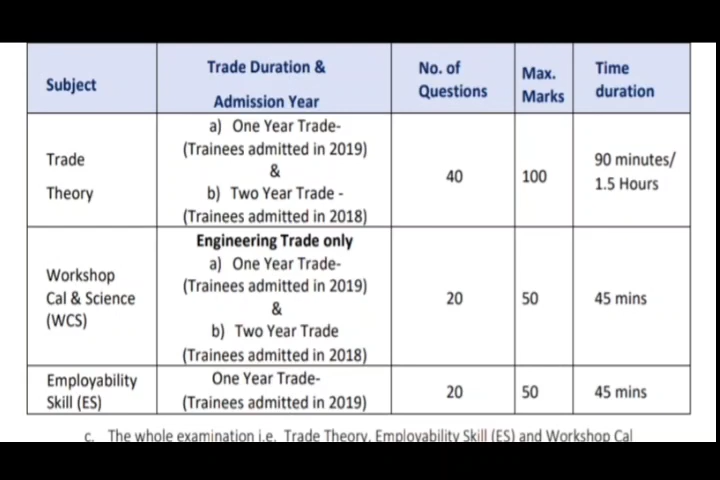 Subject
Trade Duration &
Admission Year
No. of
Questions
Max.
Marks
Time
duration
Trade
Theory
a) One Year Trade-
(Trainees admitted in 2019)
&
b) Two Year Trade -
(Trainees admitted in 2018)
40
100
90 minutes/
1.5 Hours
Workshop
Cal & Science
(WCS)
Engineering Trade only
a) One Year Trade-
(Trainees admitted in 2019)
&
b) Two Year Trade
(Trainees admitted in 2018)
20
50
45 mins
Employability
Skill (ES)
One Year Trade-
(Trainees admitted in 2019)
20
50
45 mins
c. The whole examination i.e. Trade Theory, Employability Skill (ES) and Workshop Cal